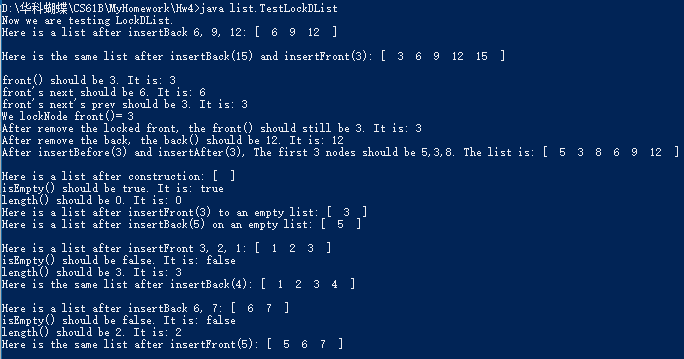 D:\华科蝴蝶\CS61B\MyHomework\Hw4>java list.TestLockDList
Now we are testing LockDList.
Here is a list after insertBack 6, 9, 12: [  6  9  12  ]
Here is the same list after insertBack(15) and insertFront(3): [  3  6  9  12  15  ]
front() should be 3. It is: 3
front's next should be 6. It is: 6
front's next's prev should be 3. It is: 3
We lockNode front()= 3
After remove the locked front, the front() should still be 3. It is: 3
After remove the back, the back() should be 12. It is: 12
After insertBefore(3) and insertAfter(3), The first 3 nodes should be 5,3,8. The list is: [  5  3  8  6  9  12  ]
Here is a list after construction: [  ]
isEmpty() should be true. It is: true
length() should be 0. It is: 0
Here is a list after insertFront(3) to an empty list: [  3  ]
Here is a list after insertBack(5) on an empty list: [  5  ]
Here is a list after insertFront 3, 2, 1: [  1  2  3  ]
isEmpty() should be false. It is: false
length() should be 3. It is: 3
Here is the same list after insertBack(4): [  1  2  3  4  ]
Here is a list after insertBack 6, 7: [  6  7  ]
isEmpty() should be false. It is: false
length() should be 2. It is: 2
Here is the same list after insertFront(5): [  5  6  7  ]